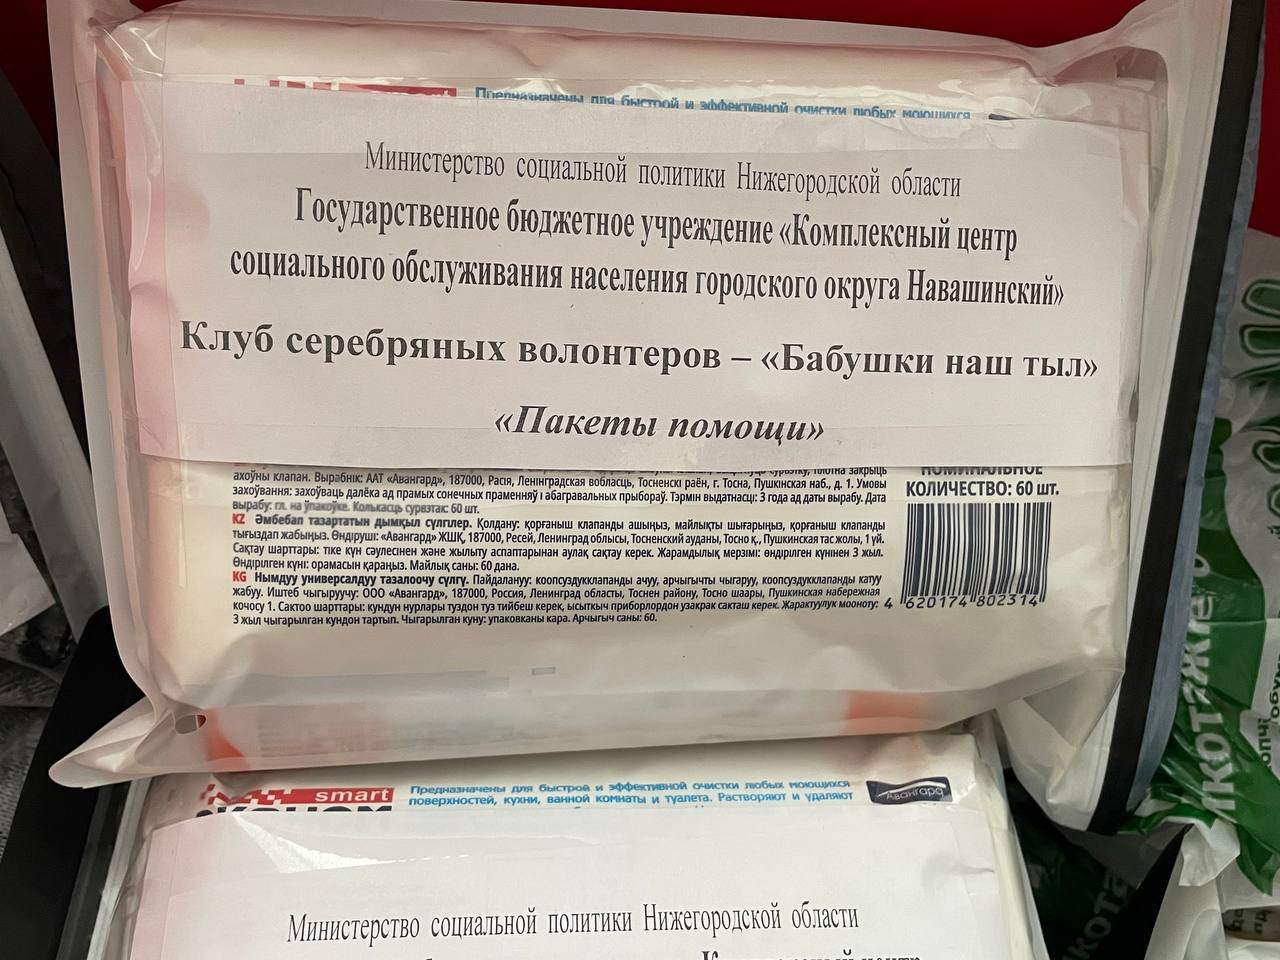 smart
Предназначены для быстрой и эффективной очистки любых моющихся
Министерство социальной политики Нижегородской области
Государственное бюджетное учреждение «Комплексный центр
социального обслуживания населения городского округа Навашинский»
Клуб серебряных волонтеров – «Бабушки наш тыл»
«Пакеты помощи»
ахоўны клапан. Вырабнік: ААТ «Авангард», 187000, Расія, Ленінградская вобласць, Тосненскі раён, г. Тосна, Пушкинская наб., д. 1. Умовы
захоўвання: захоўваць далёка ад прамых сонечных праменняў і абагравальных прыбораў. Тэрмін выдатнасці: 3 года ад даты вырабу. Дата
вырабу: гл. на ўпакоўке. Колькасць сурвэтак: 60 шт.
KZ Әмбебап тазартатын дымқыл сүлгілер. Қолдану: қорғаныш клапанды ашыңыз, майлықты шығарыңыз, қорғаныш клапанды
тығыздап жабыңыз. Өндіруші: «Авангард» ЖШҚ, 187000, Ресей, Ленинград облысы, Тосненский ауданы, Тосно қ., Пушкинская тас жолы, 1 үй.
Сақтау шарттары: тіке күн сәулесінен және жылыту аспаптарынан аулақ сақтау керек. Жарамдылық мерзімі: өндірілген күнінен 3 жыл.
Өндірілген күні: орамасын қараңыз. Майлық саны: 60 дана.
KG Нымдуу универсалдуу тазалоочу сүлгү. Пайдалануу: коопсуздукклапанды ачуу, арчыгычты чыгаруу, коопсуздукклапанды катуу
жабуу. Иштеб чыгыруучу: ООО «Авангард», 187000, Россия, Ленинград областы, Тоснен району, Тосно шаары, Пушкинская набережная
кочосу 1. Сактоо шарттары: кундун нурлары туздон туз тийбеш керек, ысыткыч приборлордон узакрак сакташ керек. Жарактуулук мооноту:
3 жыл чыгарылган кундон тартып. Чыгарылган куну: упаковканы кара. Арчыгыч саны: 60.
НОМИНАЛЬНОЕ
КОЛИЧЕСТВО: 60 шт.
4 620174 802314
smart
Предназначены для быстрой и эффективной очистки любых моющихся
поверхностей, кухни, ванной комнаты и туалета. Растворяют и удаляют
Авангард
Министерство социальной политики Нижегородской области